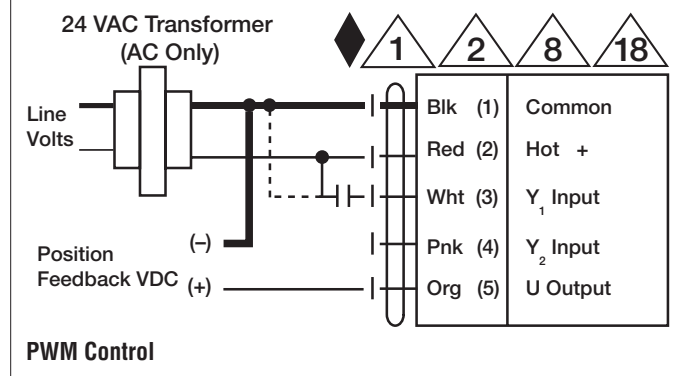 24 VAC Transformer
(AC Only)
1 2 8 18
Line
Volts
Blk (1) Common
Red (2) Hot +
Wht (3) Y1 Input
(–)
Pnk (4) Y2 Input
Position
Feedback VDC (+)
Org (5) U Output
PWM Control